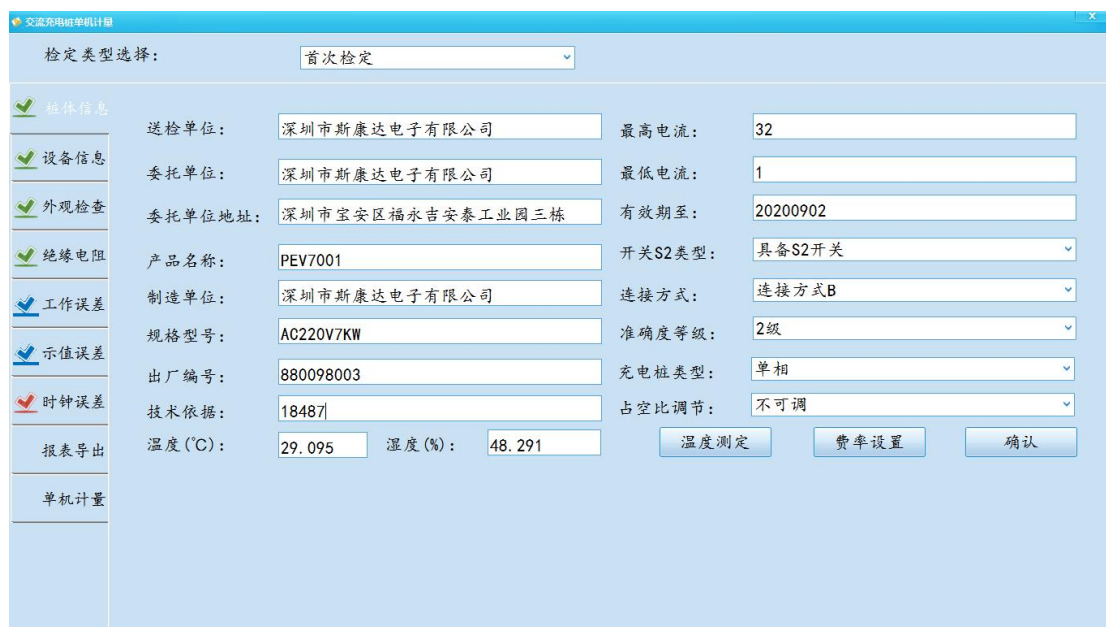 交流充电桩单机计量
检定类型选择: 首次检定
桩体信息
设备信息
外观检查
绝缘电阻
工作误差
示值误差
时钟误差
报表导出
单机计量
送检单位: 深圳市斯康达电子有限公司
委托单位: 深圳市斯康达电子有限公司
委托单位地址: 深圳市宝安区福永吉安泰工业园三栋
产品名称: PEV7001
制造单位: 深圳市斯康达电子有限公司
规格型号: AC220V7KW
出厂编号: 880098003
技术依据: 18487
温度(℃): 29.095 湿度(%): 48.291
最高电流: 32
最低电流: 1
有效期至: 20200902
开关S2类型: 具备S2开关
连接方式: 连接方式B
准确度等级: 2级
充电桩类型: 单相
占空比调节: 不可调
温度测定 费率设置 确认